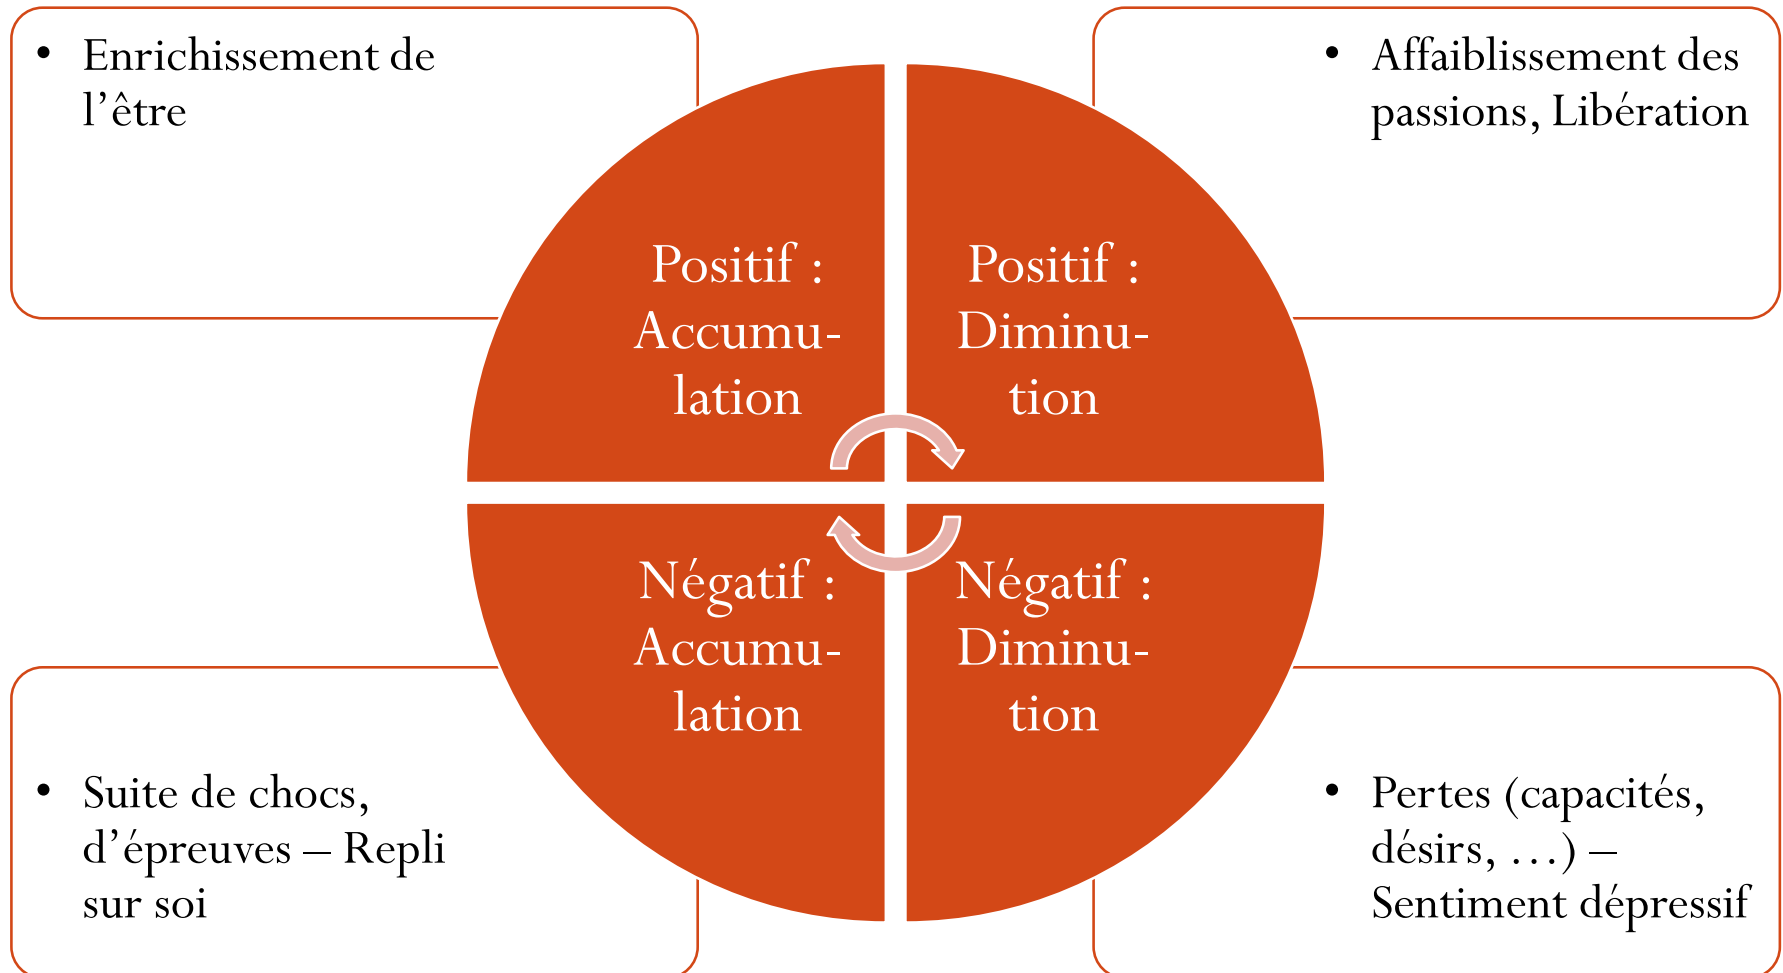 • Enrichissement de
l’être
• Affaiblissement des
passions, Libération
Positif :
Accumu-
lation
Positif :
Diminu-
tion
Négatif :
Accumu-
lation
Négatif :
Diminu-
tion
• Suite de chocs,
d’épreuves – Repli
sur soi
• Pertes (capacités,
désirs, …) –
Sentiment dépressif